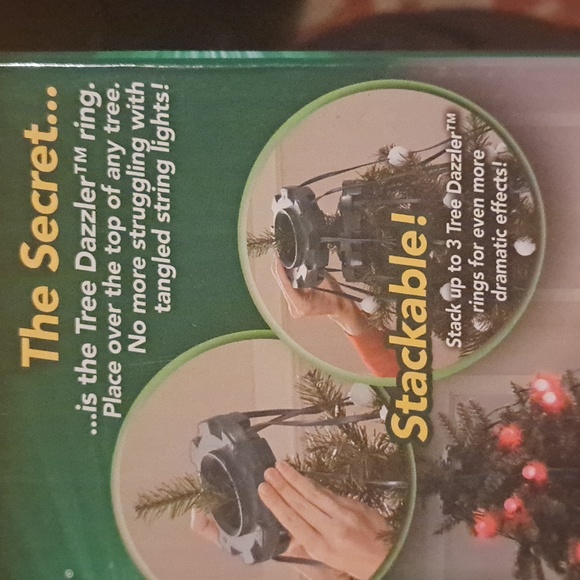 The Secret...
...is the Tree Dazzler™ ring.
Place over the top of any tree.
No more struggling with
tangled string lights!
Stackable!
Stack up to 3 Tree Dazzler™
rings for even more
dramatic effects!
®